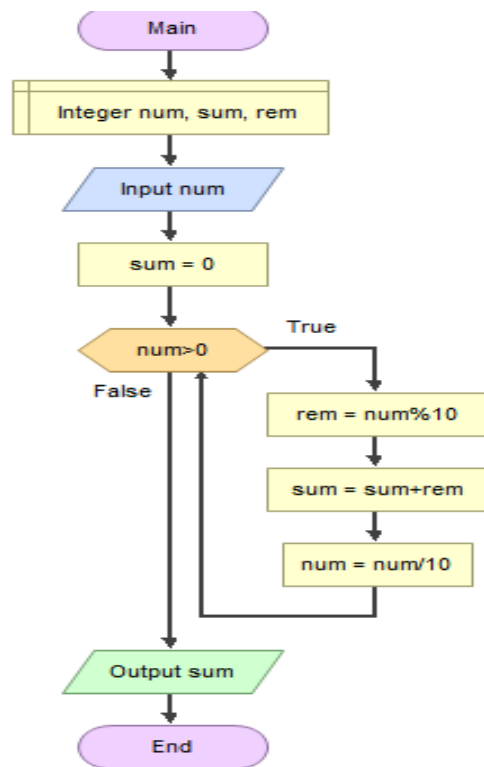 Main
Integer num, sum, rem
Input num
sum = 0
num>0
True
False
rem = num%10
sum = sum+rem
num = num/10
Output sum
End